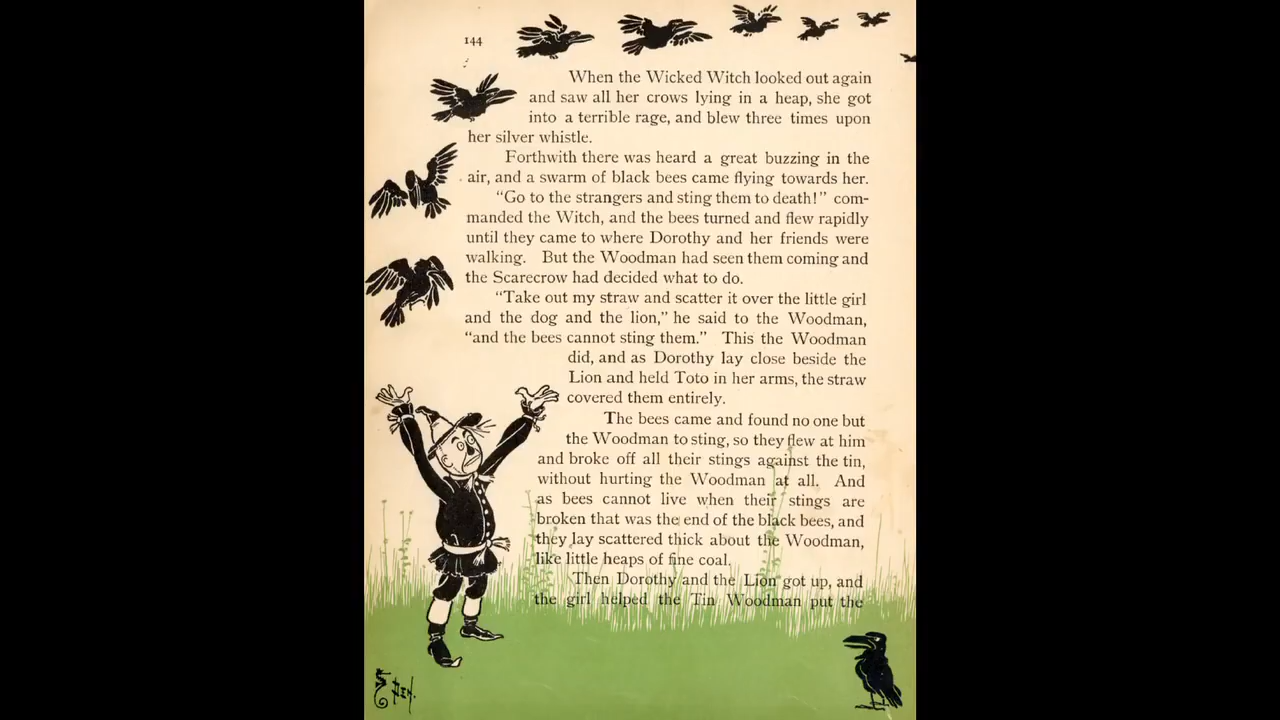 144
When the Wicked Witch looked out again
and saw all her crows lying in a heap, she got
into a terrible rage, and blew three times upon
her silver whistle.
Forthwith there was heard a great buzzing in the
air, and a swarm of black bees came flying towards her.
“Go to the strangers and sting them to death!” com-
manded the Witch, and the bees turned and flew rapidly
until they came to where Dorothy and her friends were
walking. But the Woodman had seen them coming and
the Scarecrow had decided what to do.
“Take out my straw and scatter it over the little girl
and the dog and the lion,” he said to the Woodman,
“and the bees cannot sting them.” This the Woodman
did, and as Dorothy lay close beside the
Lion and held Toto in her arms, the straw
covered them entirely.
The bees came and found no one but
the Woodman to sting, so they flew at him
and broke off all their stings against the tin,
without hurting the Woodman at all. And
as bees cannot live when their stings are
broken that was the end of the black bees, and
they lay scattered thick about the Woodman,
like little heaps of fine coal.
Then Dorothy and the Lion got up, and
the girl helped the Tin Woodman put the